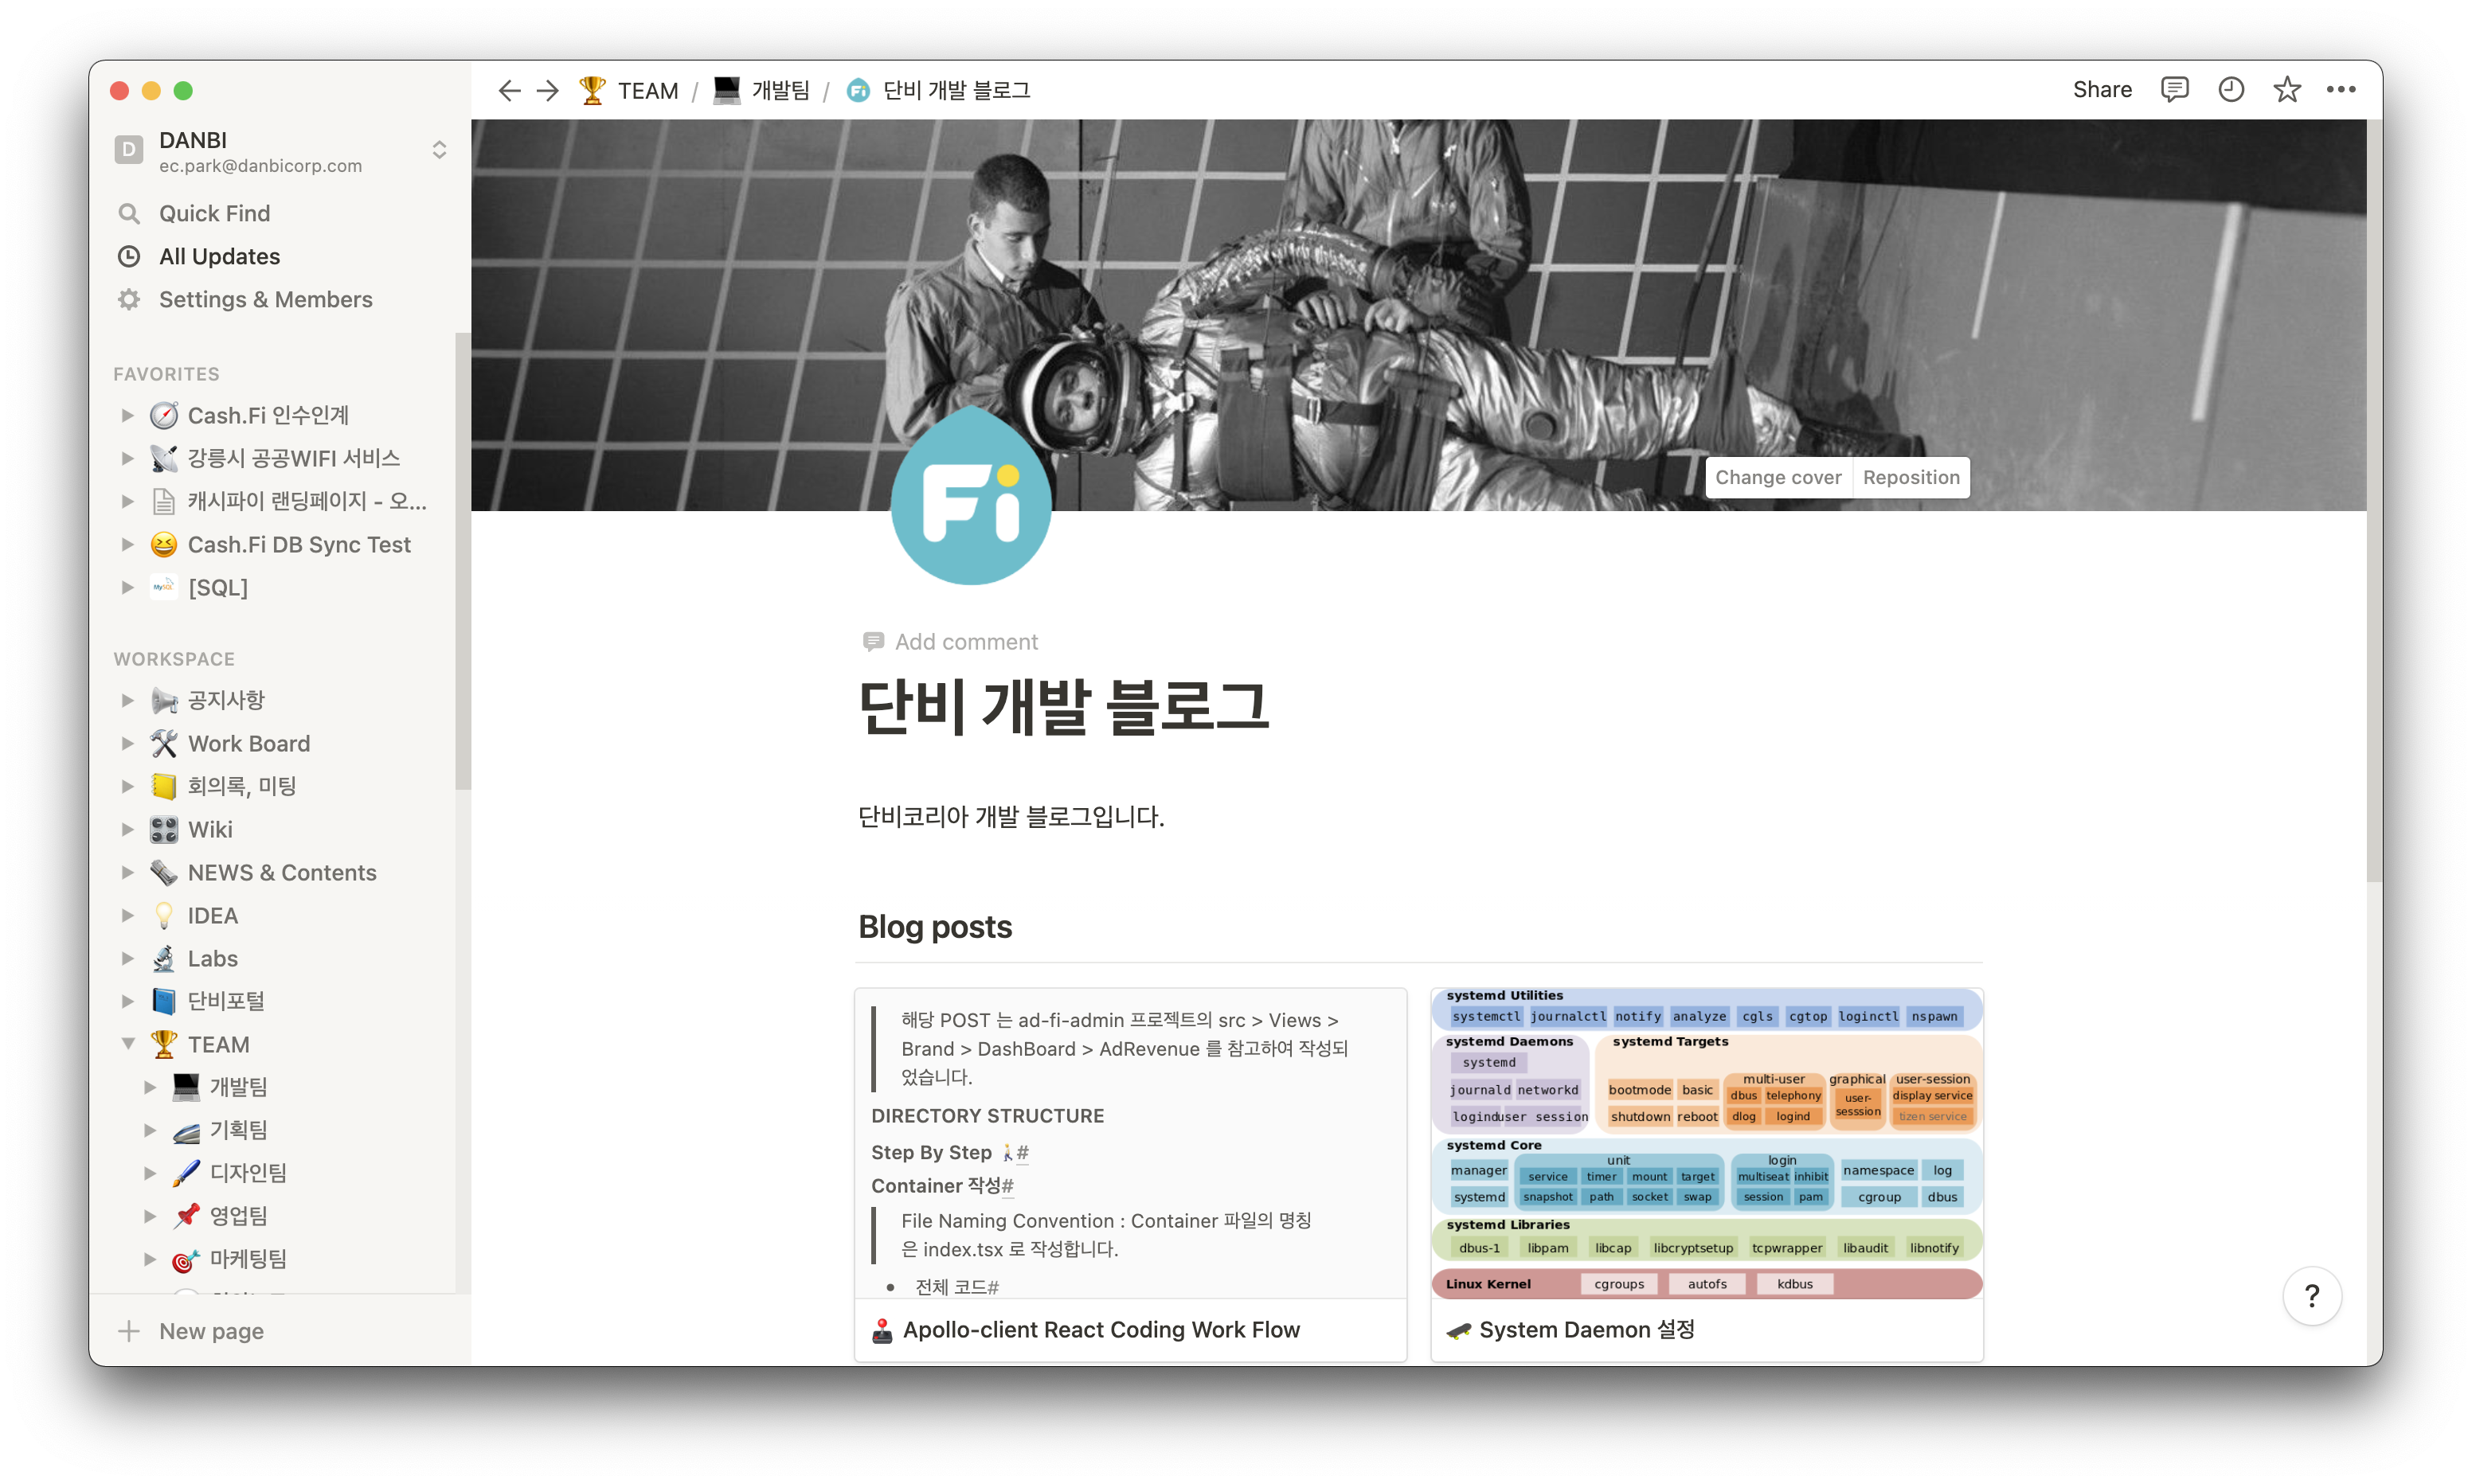 TEAM / 개발팀 / 단비 개발 블로그
Share
D
DANBI
ec.park@danbicorp.com
Quick Find
All Updates
Settings & Members
FAVORITES
Cash.Fi 인수인계
강릉시 공공WIFI 서비스
캐시파이 랜딩페이지 - 오...
Cash.Fi DB Sync Test
MySQL [SQL]
WORKSPACE
공지사항
Work Board
회의록, 미팅
Wiki
NEWS & Contents
IDEA
Labs
단비포털
TEAM
개발팀
기획팀
디자인팀
영업팀
마케팅팀
New page
Change cover
Reposition
Fi
Add comment
단비 개발 블로그
단비코리아 개발 블로그입니다.
Blog posts
해당 POST 는 ad-fi-admin 프로젝트의 src > Views >
Brand > DashBoard > AdRevenue 를 참고하여 작성되
었습니다.
DIRECTORY STRUCTURE
Step By Step #
Container 작성#
File Naming Convention : Container 파일의 명칭
은 index.tsx 로 작성합니다.
• 전체 코드#
Apollo-client React Coding Work Flow
systemd Utilities
systemctl journalctl notify analyze cgls cgtop loginctl nspawn
systemd Daemons
systemd
journald networkd
logind user session
systemd Targets
bootmode basic
shutdown reboot
multi-user
dbus telephony
dlog logind
graphical
user-
sesssion
user-session
display service
tizen service
systemd Core
manager
systemd
unit
service timer mount target
snapshot path socket swap
login
multiseat inhibit
session pam
namespace log
cgroup dbus
systemd Libraries
dbus-1 libpam libcap libcryptsetup tcpwrapper libaudit libnotify
Linux Kernel cgroups autofs kdbus
System Daemon 설정
?